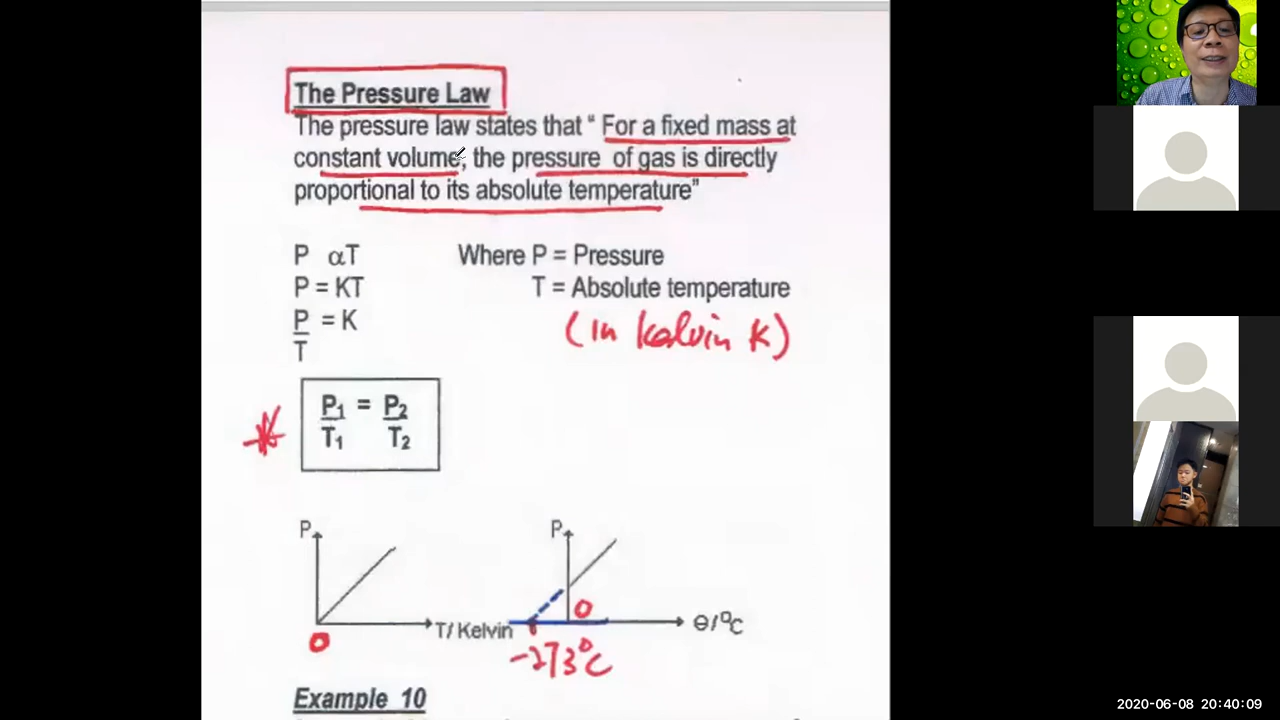 The Pressure Law
The pressure law states that “ For a fixed mass at
constant volume, the pressure of gas is directly
proportional to its absolute temperature”
P αT Where P = Pressure
P = KT T = Absolute temperature
P = K
T
(in kelvin K)
P1 = P2
T1 T2
P
T/ Kelvin
0
P
0
θ/⁰C
-273°C
Example 10
2020-06-08 20:40:09